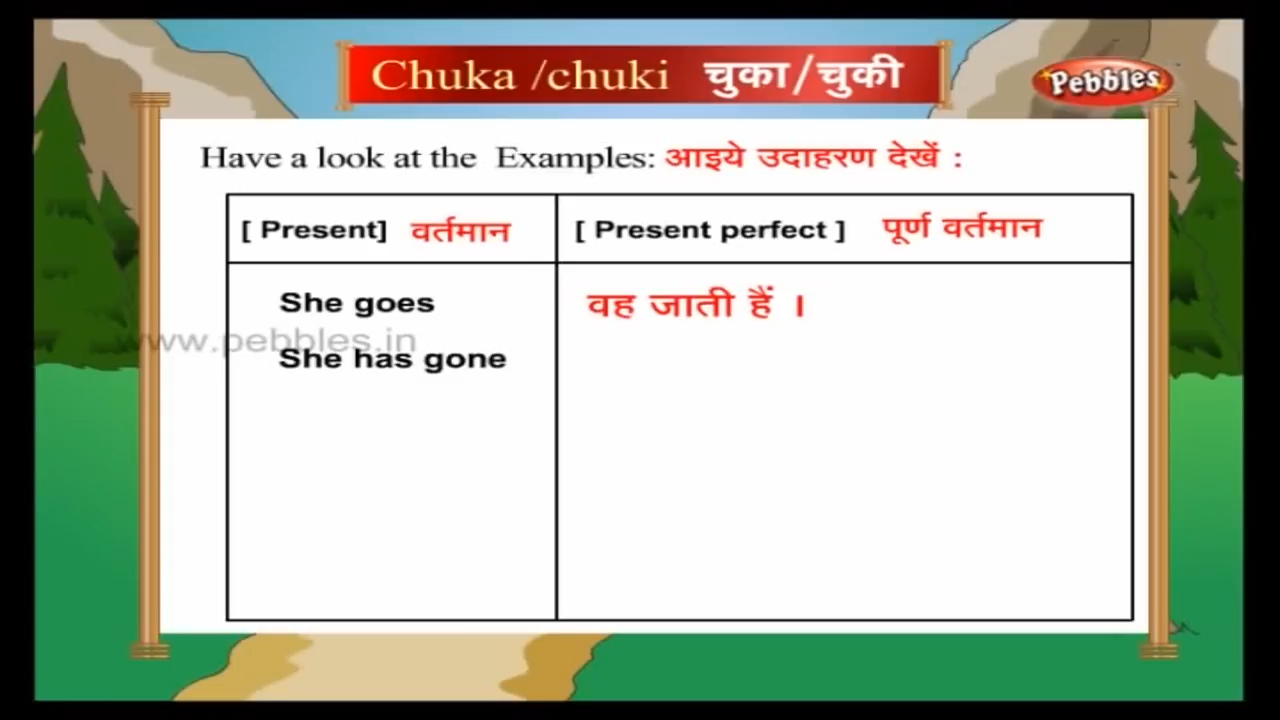 Chuka /chuki चुका/चुकी
Pebbles
Have a look at the Examples: आइये उदाहरण देखें :
[ Present] वर्तमान
[ Present perfect ] पूर्ण वर्तमान
She goes
वह जाती हैं ।
www.pebbles.in
She has gone